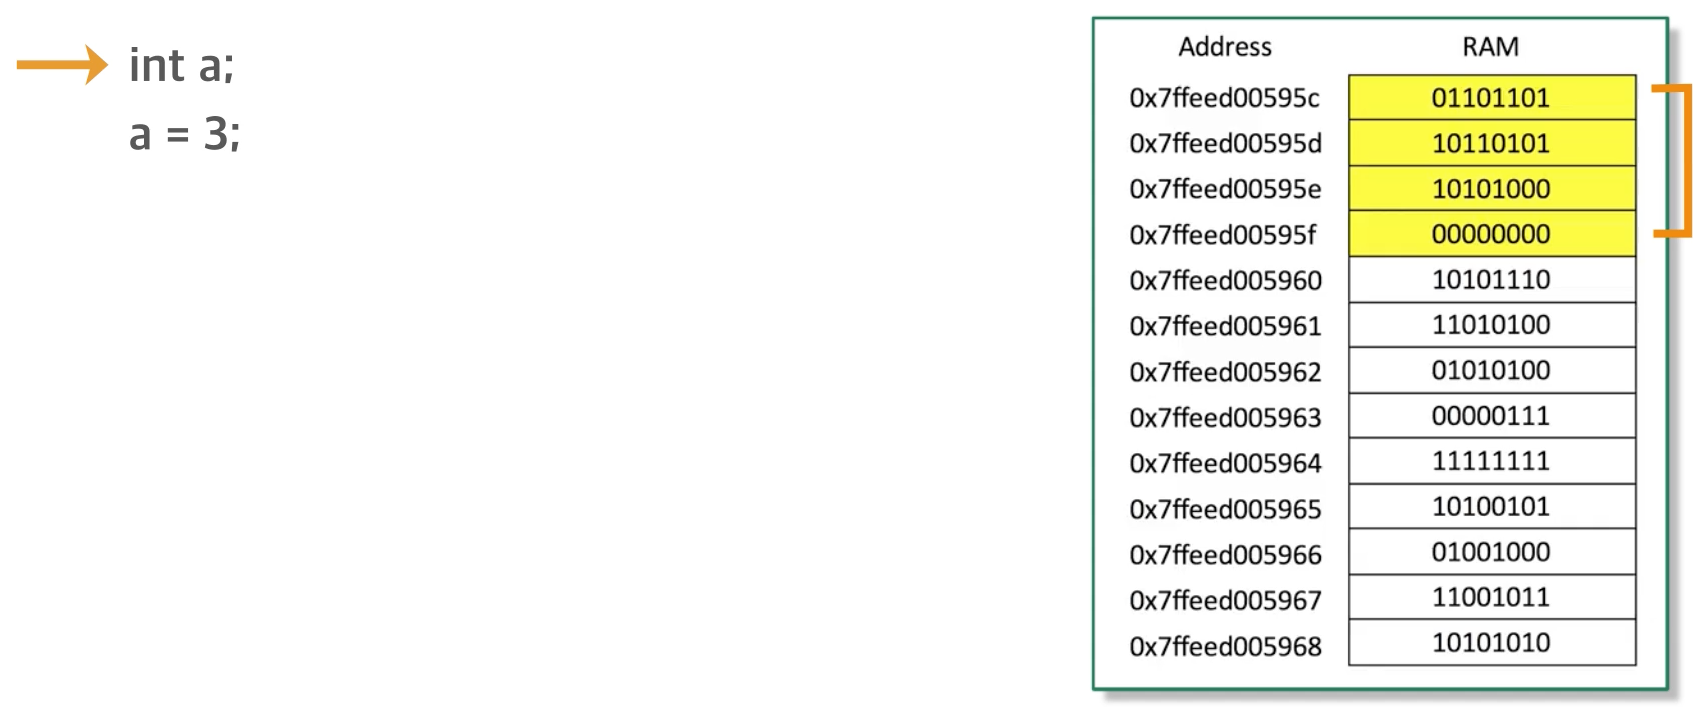 int a;
a = 3;
Address RAM
0x7ffeed00595c 01101101
0x7ffeed00595d 10110101
0x7ffeed00595e 10101000
0x7ffeed00595f 00000000
0x7ffeed005960 10101110
0x7ffeed005961 11010100
0x7ffeed005962 01010100
0x7ffeed005963 00000111
0x7ffeed005964 11111111
0x7ffeed005965 10100101
0x7ffeed005966 01001000
0x7ffeed005967 11001011
0x7ffeed005968 10101010